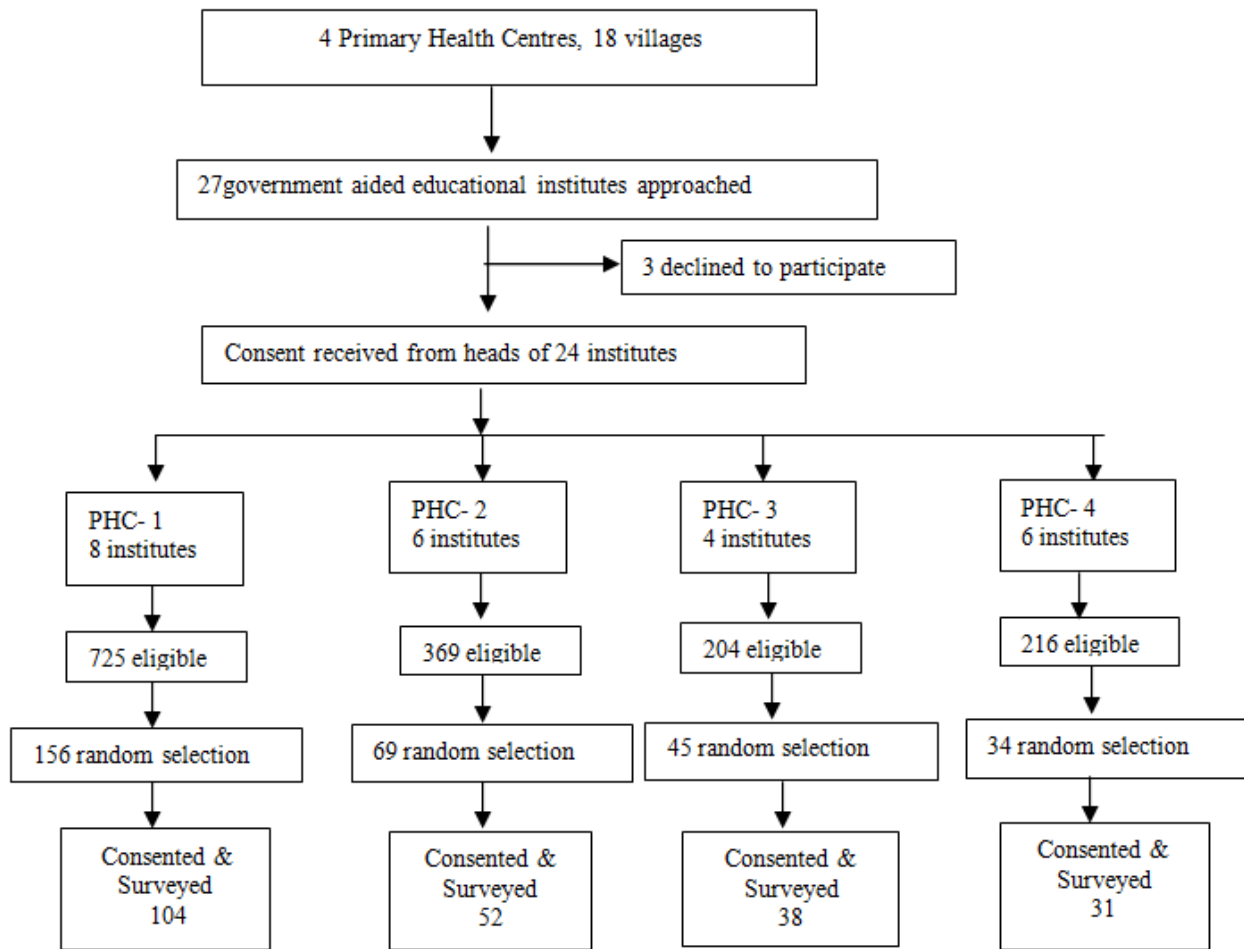 4 Primary Health Centres, 18 villages
27government aided educational institutes approached
3 declined to participate
Consent received from heads of 24 institutes
PHC- 1
8 institutes
PHC- 2
6 institutes
PHC- 3
4 institutes
PHC- 4
6 institutes
725 eligible
369 eligible
204 eligible
216 eligible
156 random selection
69 random selection
45 random selection
34 random selection
Consented &
Surveyed
104
Consented &
Surveyed
52
Consented &
Surveyed
38
Consented &
Surveyed
31